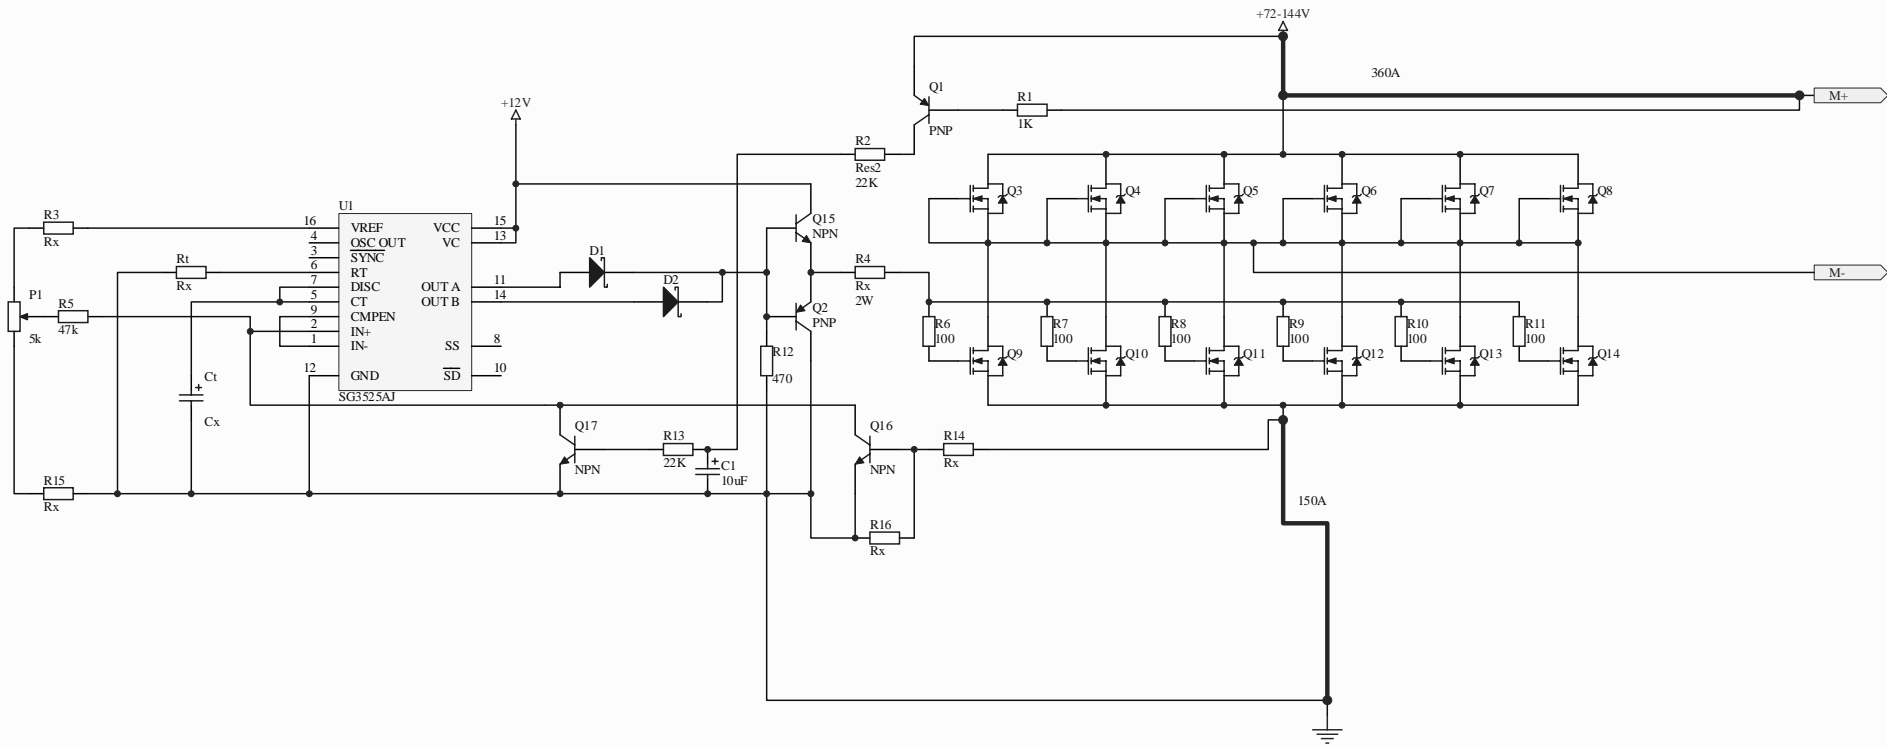 +72-144V
360A
M+
Q1
PNP
R1
1K
+12V
R2
Res2
22K
Q3
Q4
Q5
Q6
Q7
Q8
U1
R3
Rx
16
VREF
VCC
15
4
OSC OUT
VC
13
3
SYNC
6
RT
7
DISC
OUT A
11
5
CT
OUT B
14
9
CMPEN
2
IN+
1
IN-
SS
8
12
GND
SD
10
SG3525AJ
Rt
Rx
P1
5k
R5
47k
Ct
+
Cx
D1
D2
Q15
NPN
Q2
PNP
R4
Rx
2W
M-
R12
470
R6
100
R7
100
R8
100
R9
100
R10
100
R11
100
Q9
Q10
Q11
Q12
Q13
Q14
Q17
NPN
R13
22K
+
C1
10uF
Q16
NPN
R14
Rx
R15
Rx
R16
Rx
150A